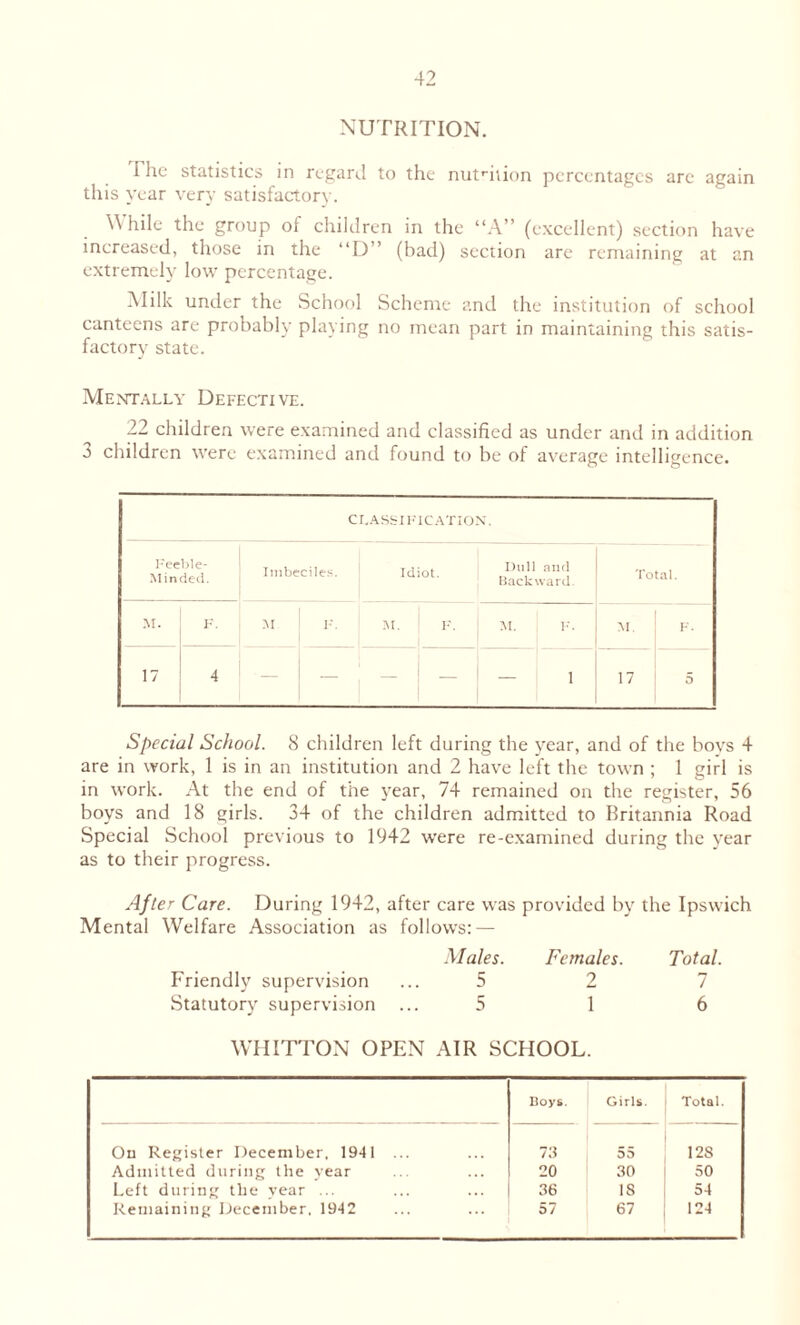 42
NUTRITION.
The statistics in regard to the nutrition percentages are again
this year very satisfactory.
While the group of children in the “A” (excellent) section have
increased, those in the “D” (bad) section are remaining at an
extremely low percentage.
Milk under the School Scheme and the institution of school
canteens are probably playing no mean part in maintaining this satis-
factory state.
MENTALLY DEFECTIVE.
22 children were examined and classified as under and in addition
3 children were examined and found to be of average intelligence.
CLASSIFICATION.
Feeble-Minded. Imbeciles. Idiot. Dull and Backward. Total.
M. F. M F. M. F. M. F. M. F.
17 4 — — — — — 1 17 5
Special School. 8 children left during the year, and of the boys 4
are in work, 1 is in an institution and 2 have left the town ; 1 girl is
in work. At the end of the year, 74 remained on the register, 56
boys and 18 girls. 34 of the children admitted to Britannia Road
Special School previous to 1942 were re-examined during the year
as to their progress.
After Care. During 1942, after care was provided by the Ipswich
Mental Welfare Association as follows:—
Males. Females. Total.
Friendly supervision ... 5 2 7
Statutory supervision ... 5 1 6
WHITTON OPEN AIR SCHOOL.
Boys. Girls. Total.
On Register December, 1941 ... ... 73 55 128
Admitted during the year ... ... 20 30 50
Left during the year ... ... ... 36 18 54
Remaining December, 1942 ... ... 57 67 124